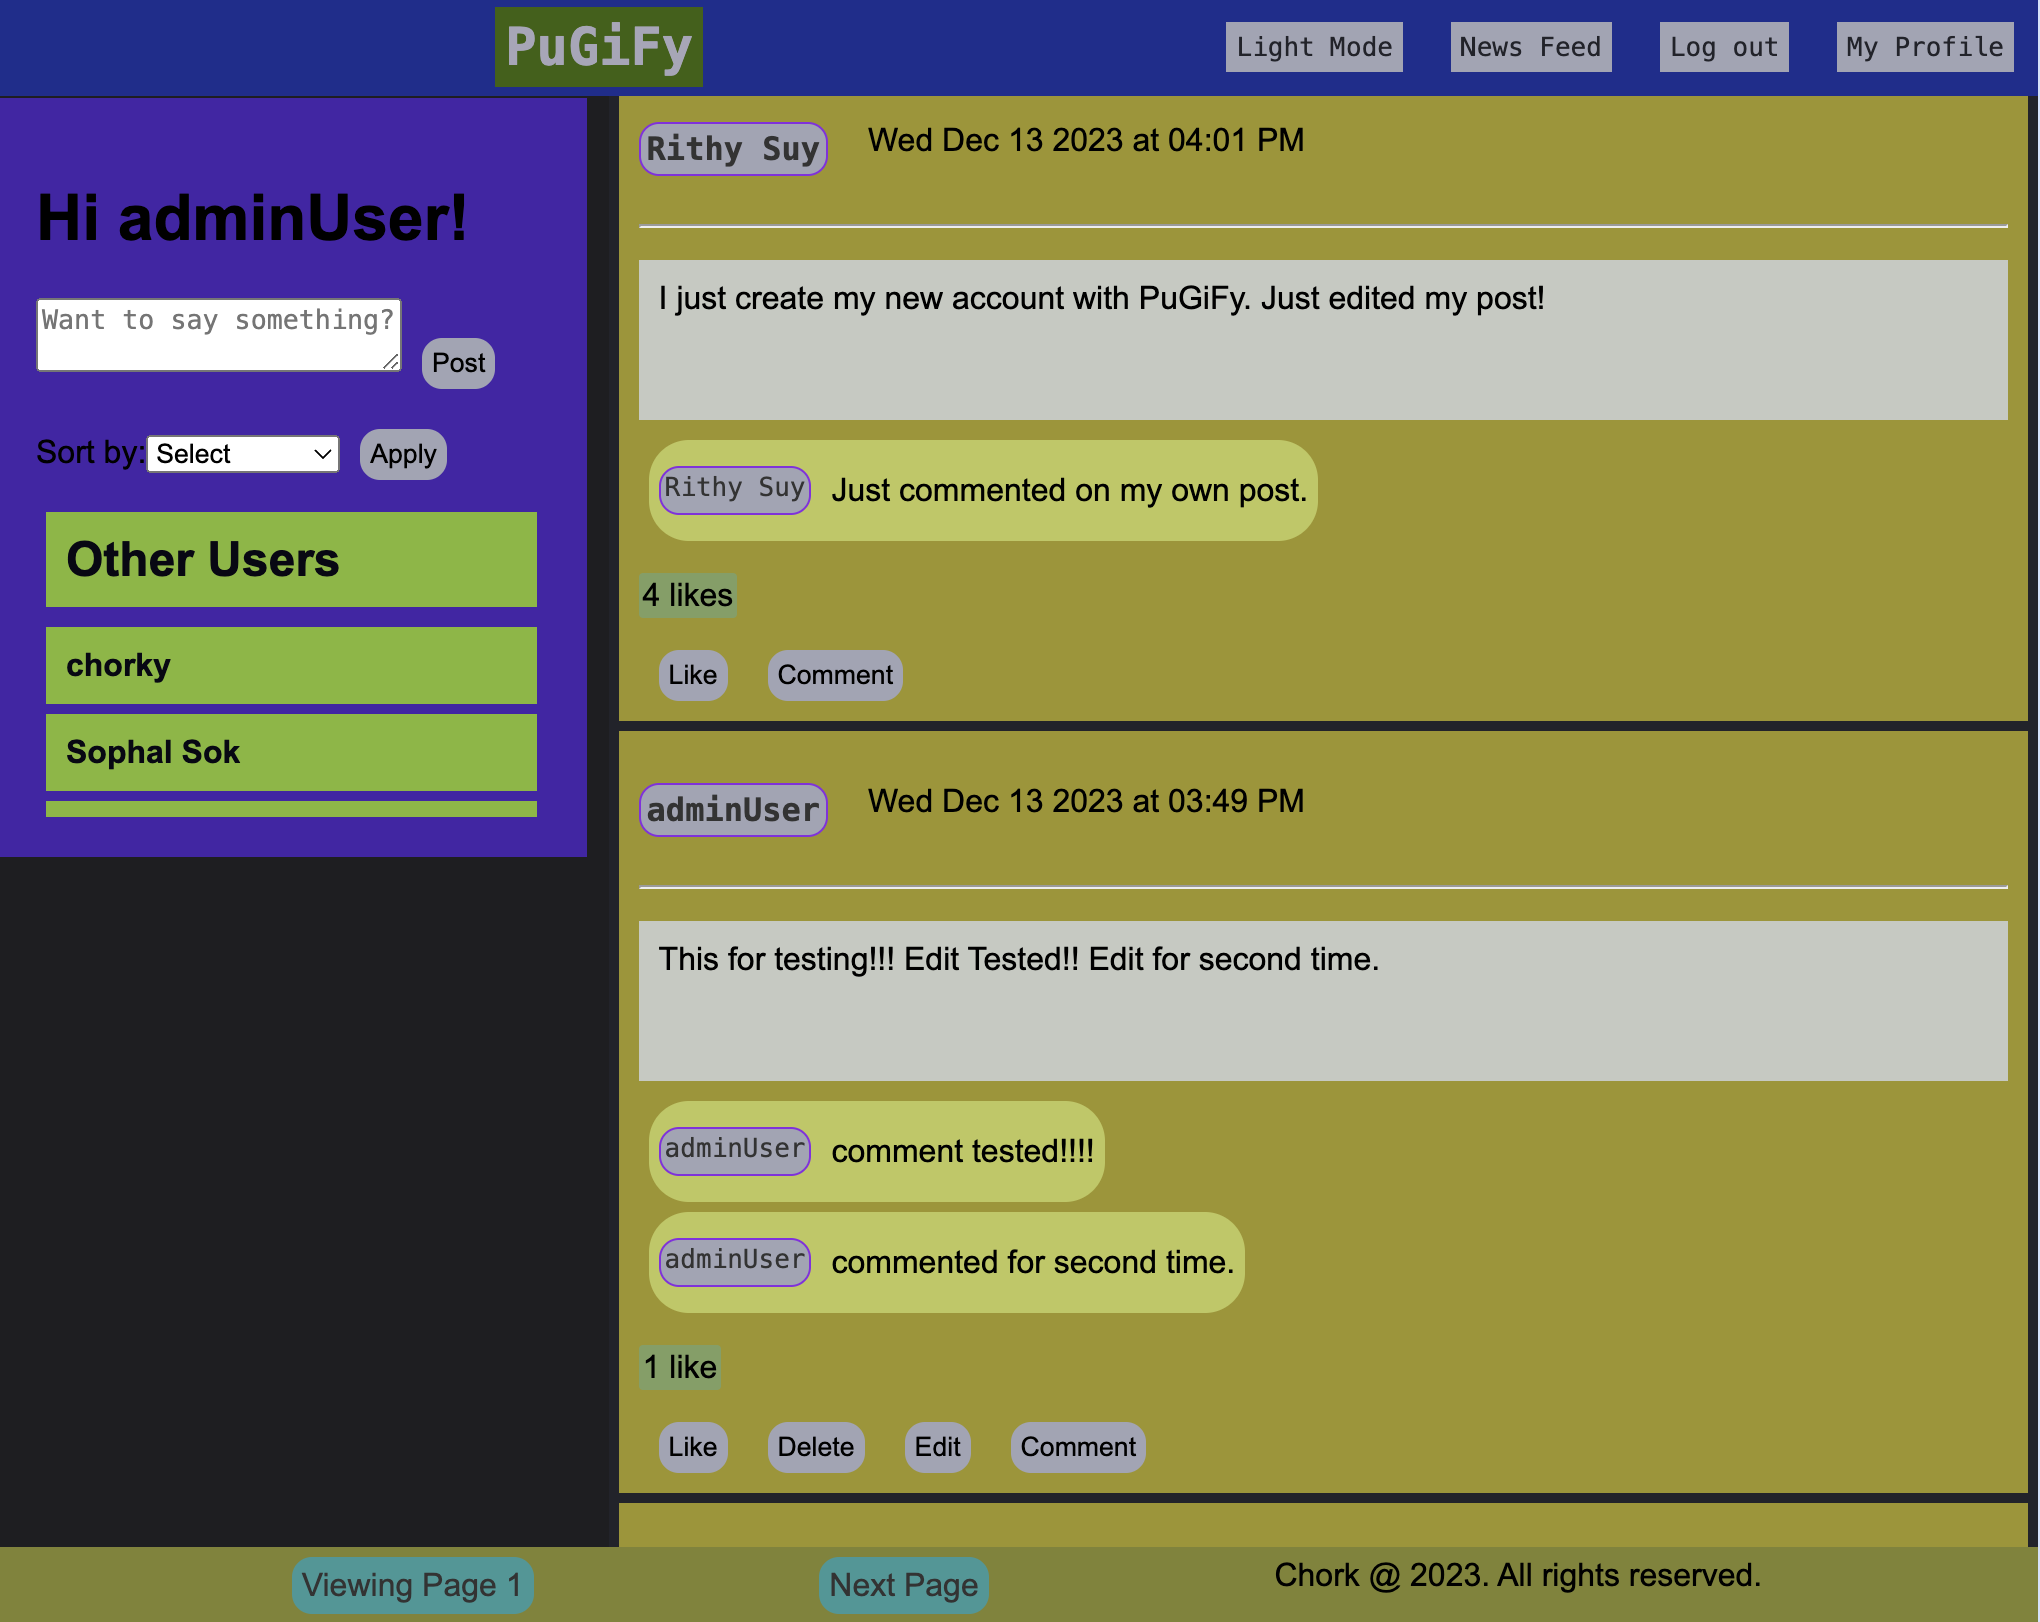 PuGiFy
Light Mode
News Feed
Log out
My Profile
Hi adminUser!
Want to say something?
Post
Sort by:
Select
Apply
Other Users
chorky
Sophal Sok
Rithy Suy
Wed Dec 13 2023 at 04:01 PM
I just create my new account with PuGiFy. Just edited my post!
Rithy Suy
Just commented on my own post.
4 likes
Like
Comment
adminUser
Wed Dec 13 2023 at 03:49 PM
This for testing!!! Edit Tested!! Edit for second time.
adminUser
comment tested!!!!
adminUser
commented for second time.
1 like
Like
Delete
Edit
Comment
Viewing Page 1
Next Page
Chork @ 2023. All rights reserved.